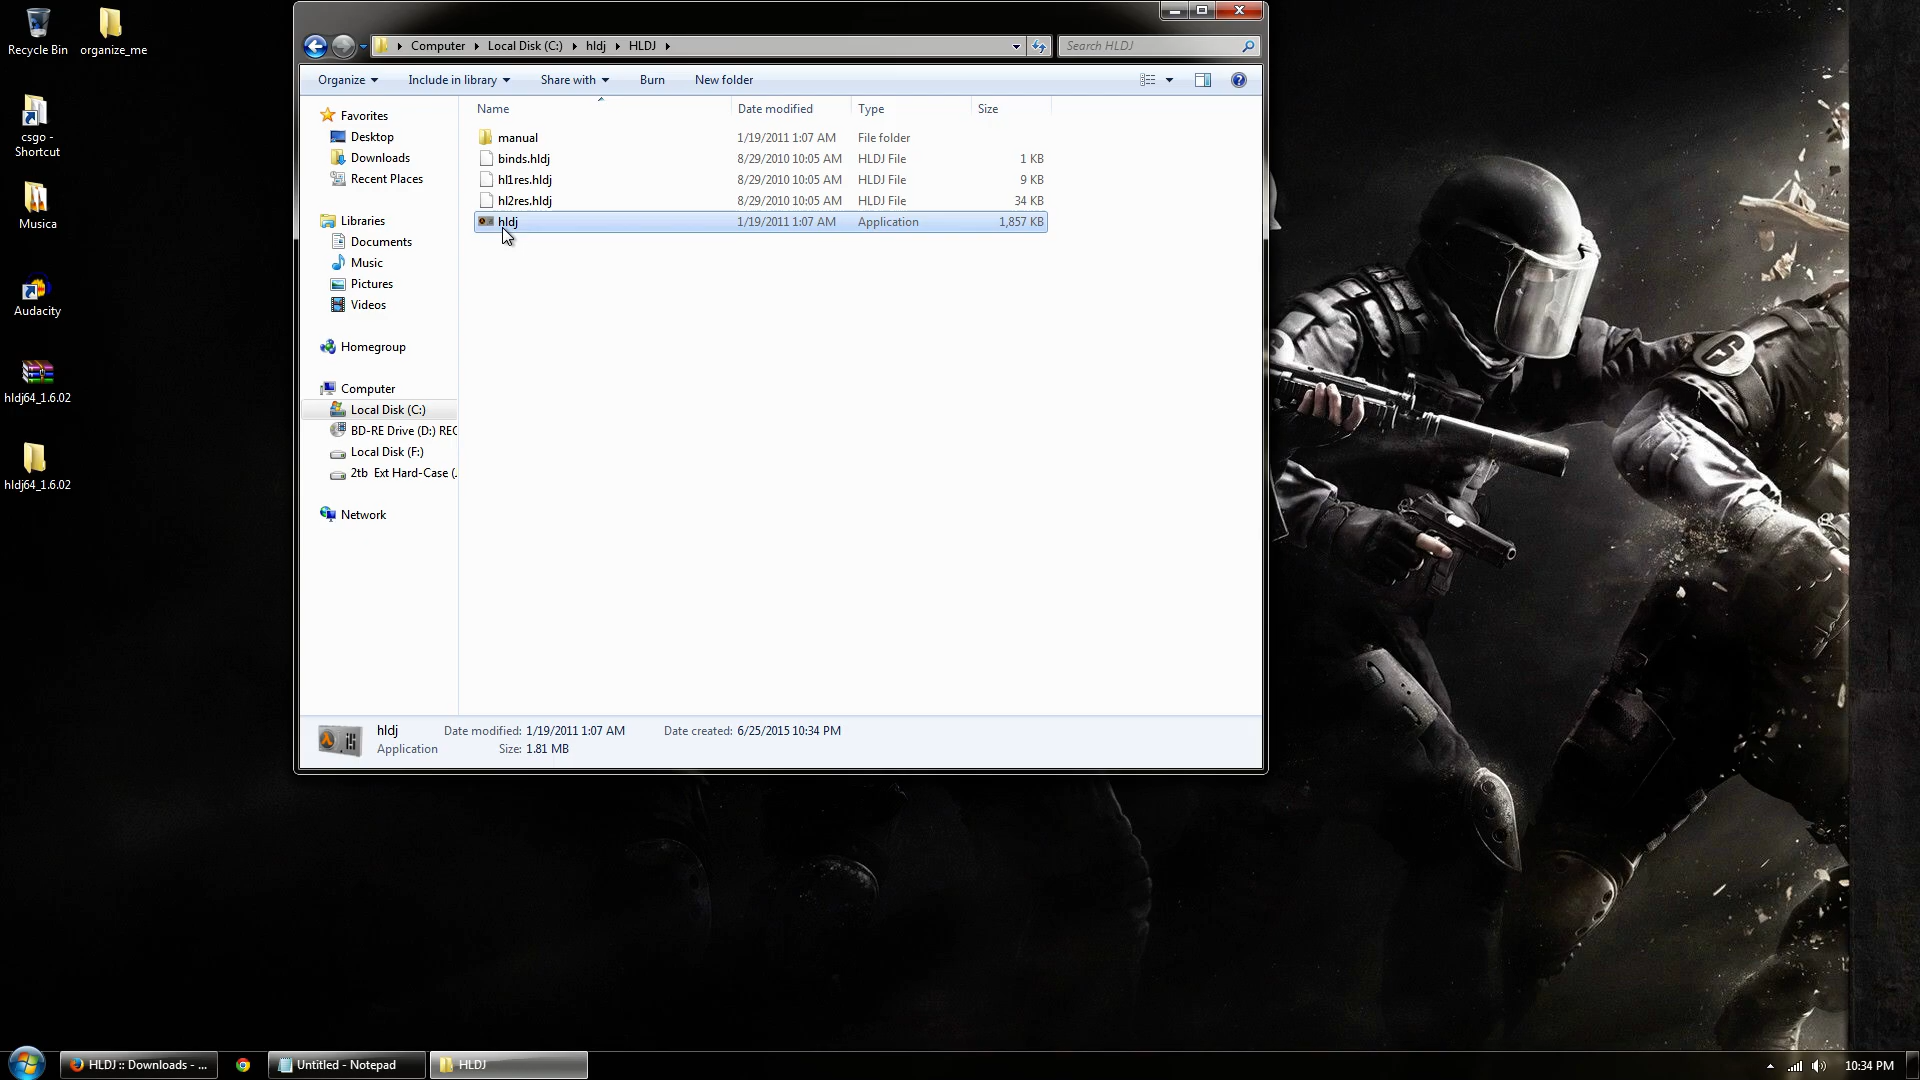 Recycle Bin
organize_me
csgo -
Shortcut
Musica
Audacity
hldj64_1.6.02
hldj64_1.6.02
Computer
Local Disk (C:)
hldj
HLDJ
Search HLDJ
Organize
Include in library
Share with
Burn
New folder
Favorites
Desktop
Downloads
Recent Places
Libraries
Documents
Music
Pictures
Videos
Homegroup
Computer
Local Disk (C:)
BD-RE Drive (D:) REC
Local Disk (F:)
2tb Ext Hard-Case (.
Network
Name Date modified Type Size
manual 1/19/2011 1:07 AM File folder
binds.hldj 8/29/2010 10:05 AM HLDJ File 1 KB
hl1res.hldj 8/29/2010 10:05 AM HLDJ File 9 KB
hl2res.hldj 8/29/2010 10:05 AM HLDJ File 34 KB
hldj 1/19/2011 1:07 AM Application 1,857 KB
hldj Date modified: 1/19/2011 1:07 AM Date created: 6/25/2015 10:34 PM
Application Size: 1.81 MB
6
HLDJ :: Downloads - ...
Untitled - Notepad
HLDJ
10:34 PM